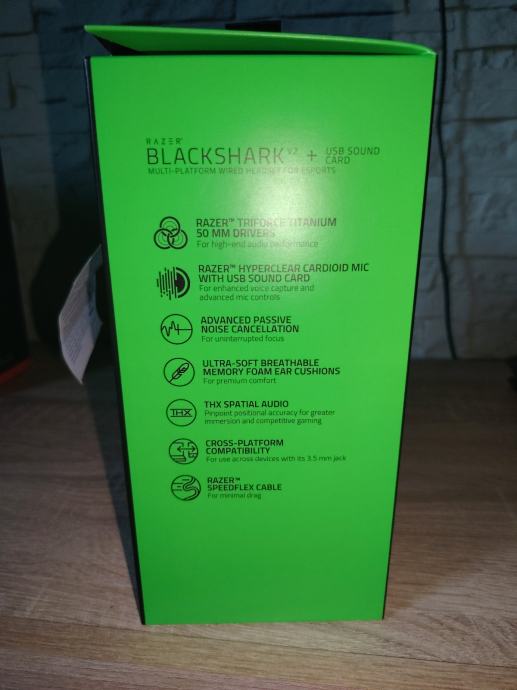 RAZER
BLACKSHARK V2 + USB SOUND CARD
MULTI-PLATFORM WIRED HEADSET FOR ESPORTS
RAZER™ TRIFORCE TITANIUM
50 MM DRIVERS
For high-end audio performance
RAZER™ HYPERCLEAR CARDIOID MIC
WITH USB SOUND CARD
For enhanced voice capture and
advanced mic controls
ADVANCED PASSIVE
NOISE CANCELLATION
For uninterrupted focus
ULTRA-SOFT BREATHABLE
MEMORY FOAM EAR CUSHIONS
For premium comfort
THX
THX SPATIAL AUDIO
Pinpoint positional accuracy for greater
immersion and competitive gaming
CROSS-PLATFORM
COMPATIBILITY
For use across devices with its 3.5 mm jack
RAZER™
SPEEDFLEX CABLE
For minimal drag